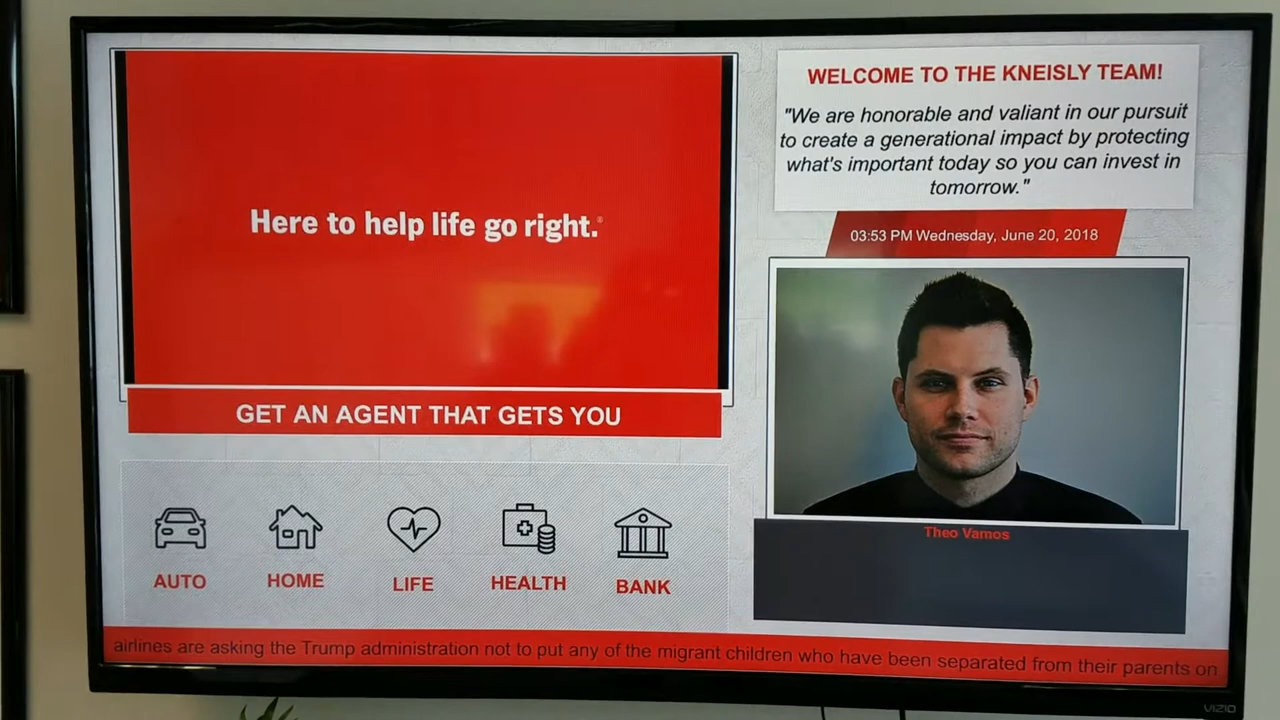 Here to help life go right.®
GET AN AGENT THAT GETS YOU
AUTO
HOME
LIFE
HEALTH
BANK
WELCOME TO THE KNEISLY TEAM!
"We are honorable and valiant in our pursuit
to create a generational impact by protecting
what's important today so you can invest in
tomorrow."
03:53 PM Wednesday, June 20, 2018
Theo Vamos
airlines are asking the Trump administration not to put any of the migrant children who have been separated from their parents on
VIZIO